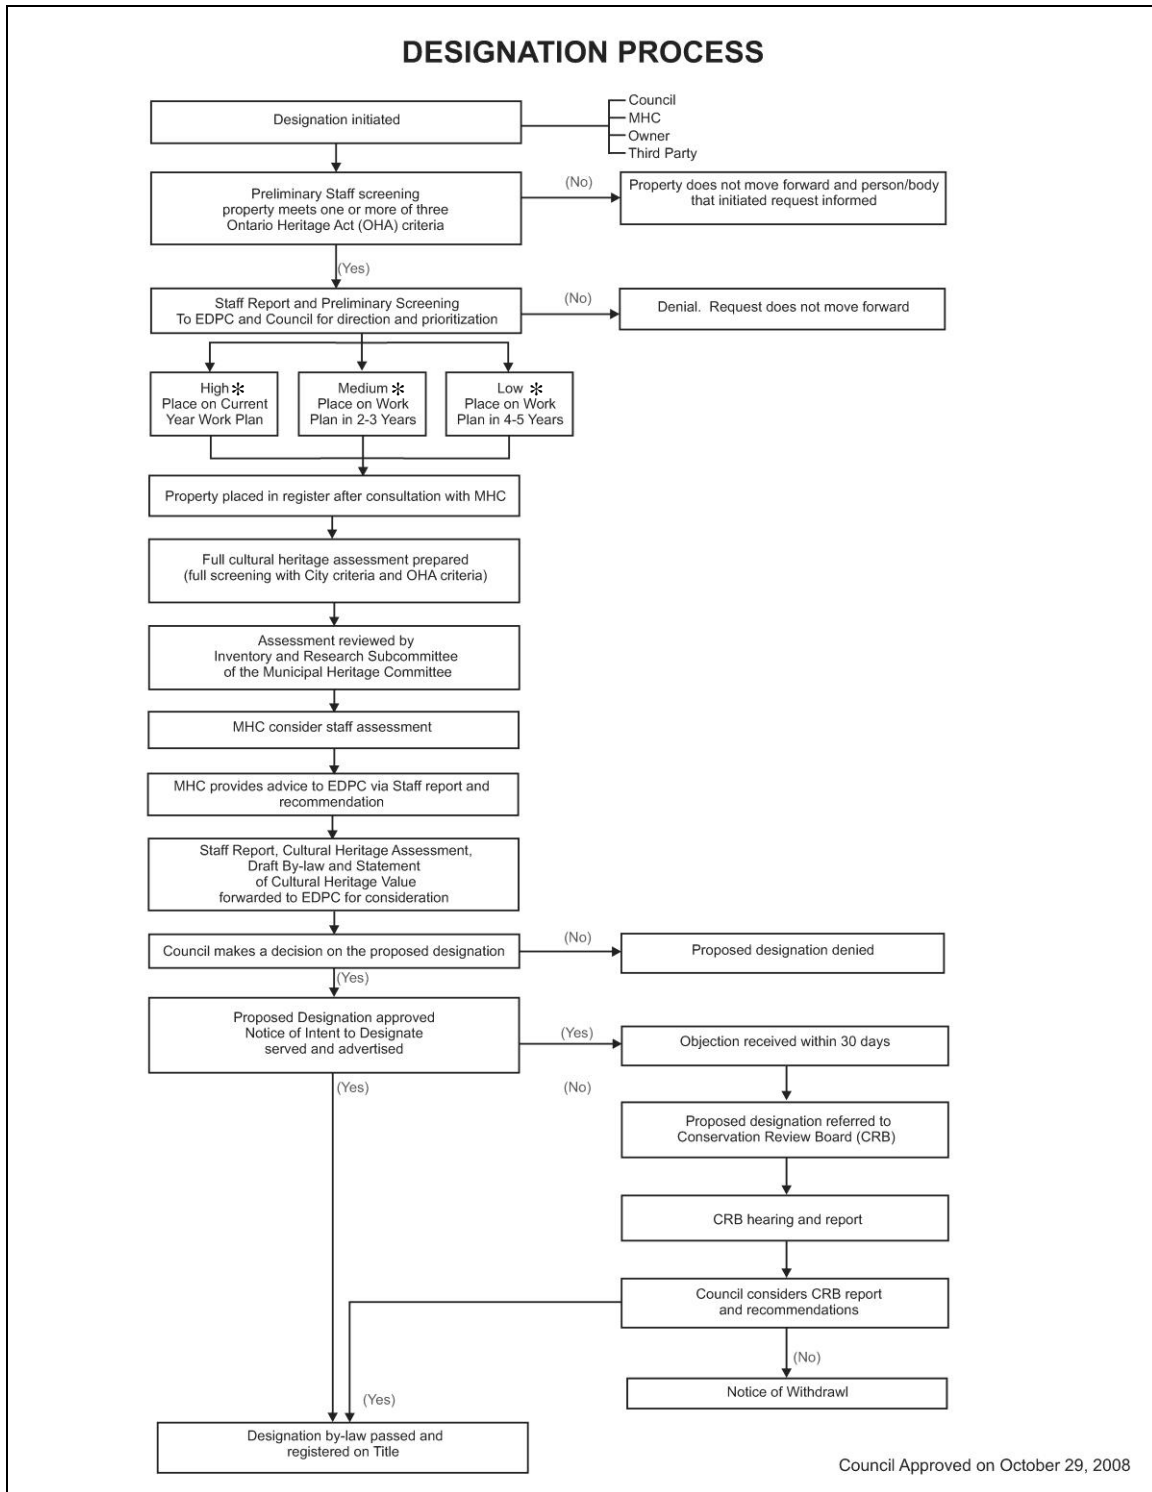 DESIGNATION PROCESS
Designation initiated
Council
MHC
Owner
Third Party
Preliminary Staff screening
property meets one or more of three
Ontario Heritage Act (OHA) criteria
(No)
Property does not move forward and person/body
that initiated request informed
(Yes)
Staff Report and Preliminary Screening
To EDPC and Council for direction and prioritization
(No)
Denial.  Request does not move forward
High*
Place on Current
Year Work Plan
Medium*
Place on Work
Plan in 2-3 Years
Low *
Place on Work
Plan in 4-5 Years
Property placed in register after consultation with MHC
Full cultural heritage assessment prepared
(full screening with City criteria and OHA criteria)
Assessment reviewed by
Inventory and Research Subcommittee
of the Municipal Heritage Committee
MHC consider staff assessment
MHC provides advice to EDPC via Staff report and
recommendation
Staff Report, Cultural Heritage Assessment,
Draft By-law and Statement
of Cultural Heritage Value
forwarded to EDPC for consideration
Council makes a decision on the proposed designation
(No)
Proposed designation denied
(Yes)
Proposed Designation approved
Notice of Intent to Designate
served and advertised
(Yes)
Objection received within 30 days
(Yes)
(No)
Proposed designation referred to
Conservation Review Board (CRB)
CRB hearing and report
Council considers CRB report
and recommendations
(No)
Notice of Withdrawl
(Yes)
Designation by-law passed and
registered on Title
Council Approved on October 29, 2008